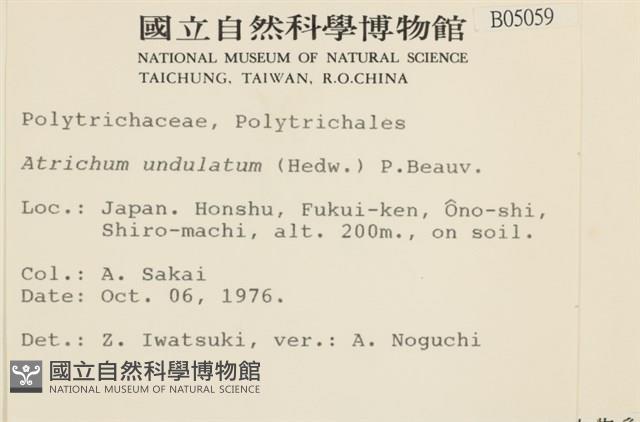 國立自然科學博物館
B05059
NATIONAL MUSEUM OF NATURAL SCIENCE
TAICHUNG, TAIWAN, R.O.CHINA
Polytrichaceae, Polytrichales
Atrichum undulatum (Hedw.) P.Beauv.
Loc.: Japan. Honshu, Fukui-ken, Ôno-shi,
Shiro-machi, alt. 200m., on soil.
Col.: A. Sakai
Date: Oct. 06, 1976.
Det.: Z. Iwatsuki, ver.: A. Noguchi
國立自然科學博物館
NATIONAL MUSEUM OF NATURAL SCIENCE